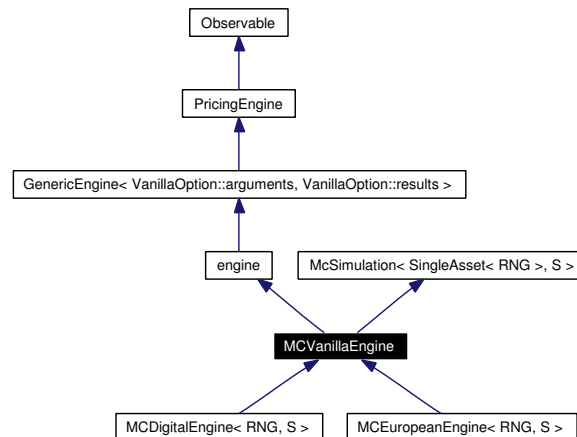 Observable
PricingEngine
GenericEngine< VanillaOption::arguments, VanillaOption::results >
engine
McSimulation< SingleAsset< RNG >, S >
MCVanillaEngine
MCDigitalEngine< RNG, S >
MCEuropeanEngine< RNG, S >